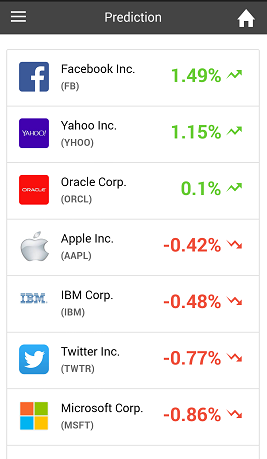 Prediction
Facebook Inc.
(FB)
1.49%
YAHOO!
Yahoo Inc.
(YHOO)
1.15%
ORACLE
Oracle Corp.
(ORCL)
0.1%
Apple Inc.
(AAPL)
-0.42%
IBM
IBM Corp.
(IBM)
-0.48%
Twitter Inc.
(TWTR)
-0.77%
Microsoft Corp.
(MSFT)
-0.86%